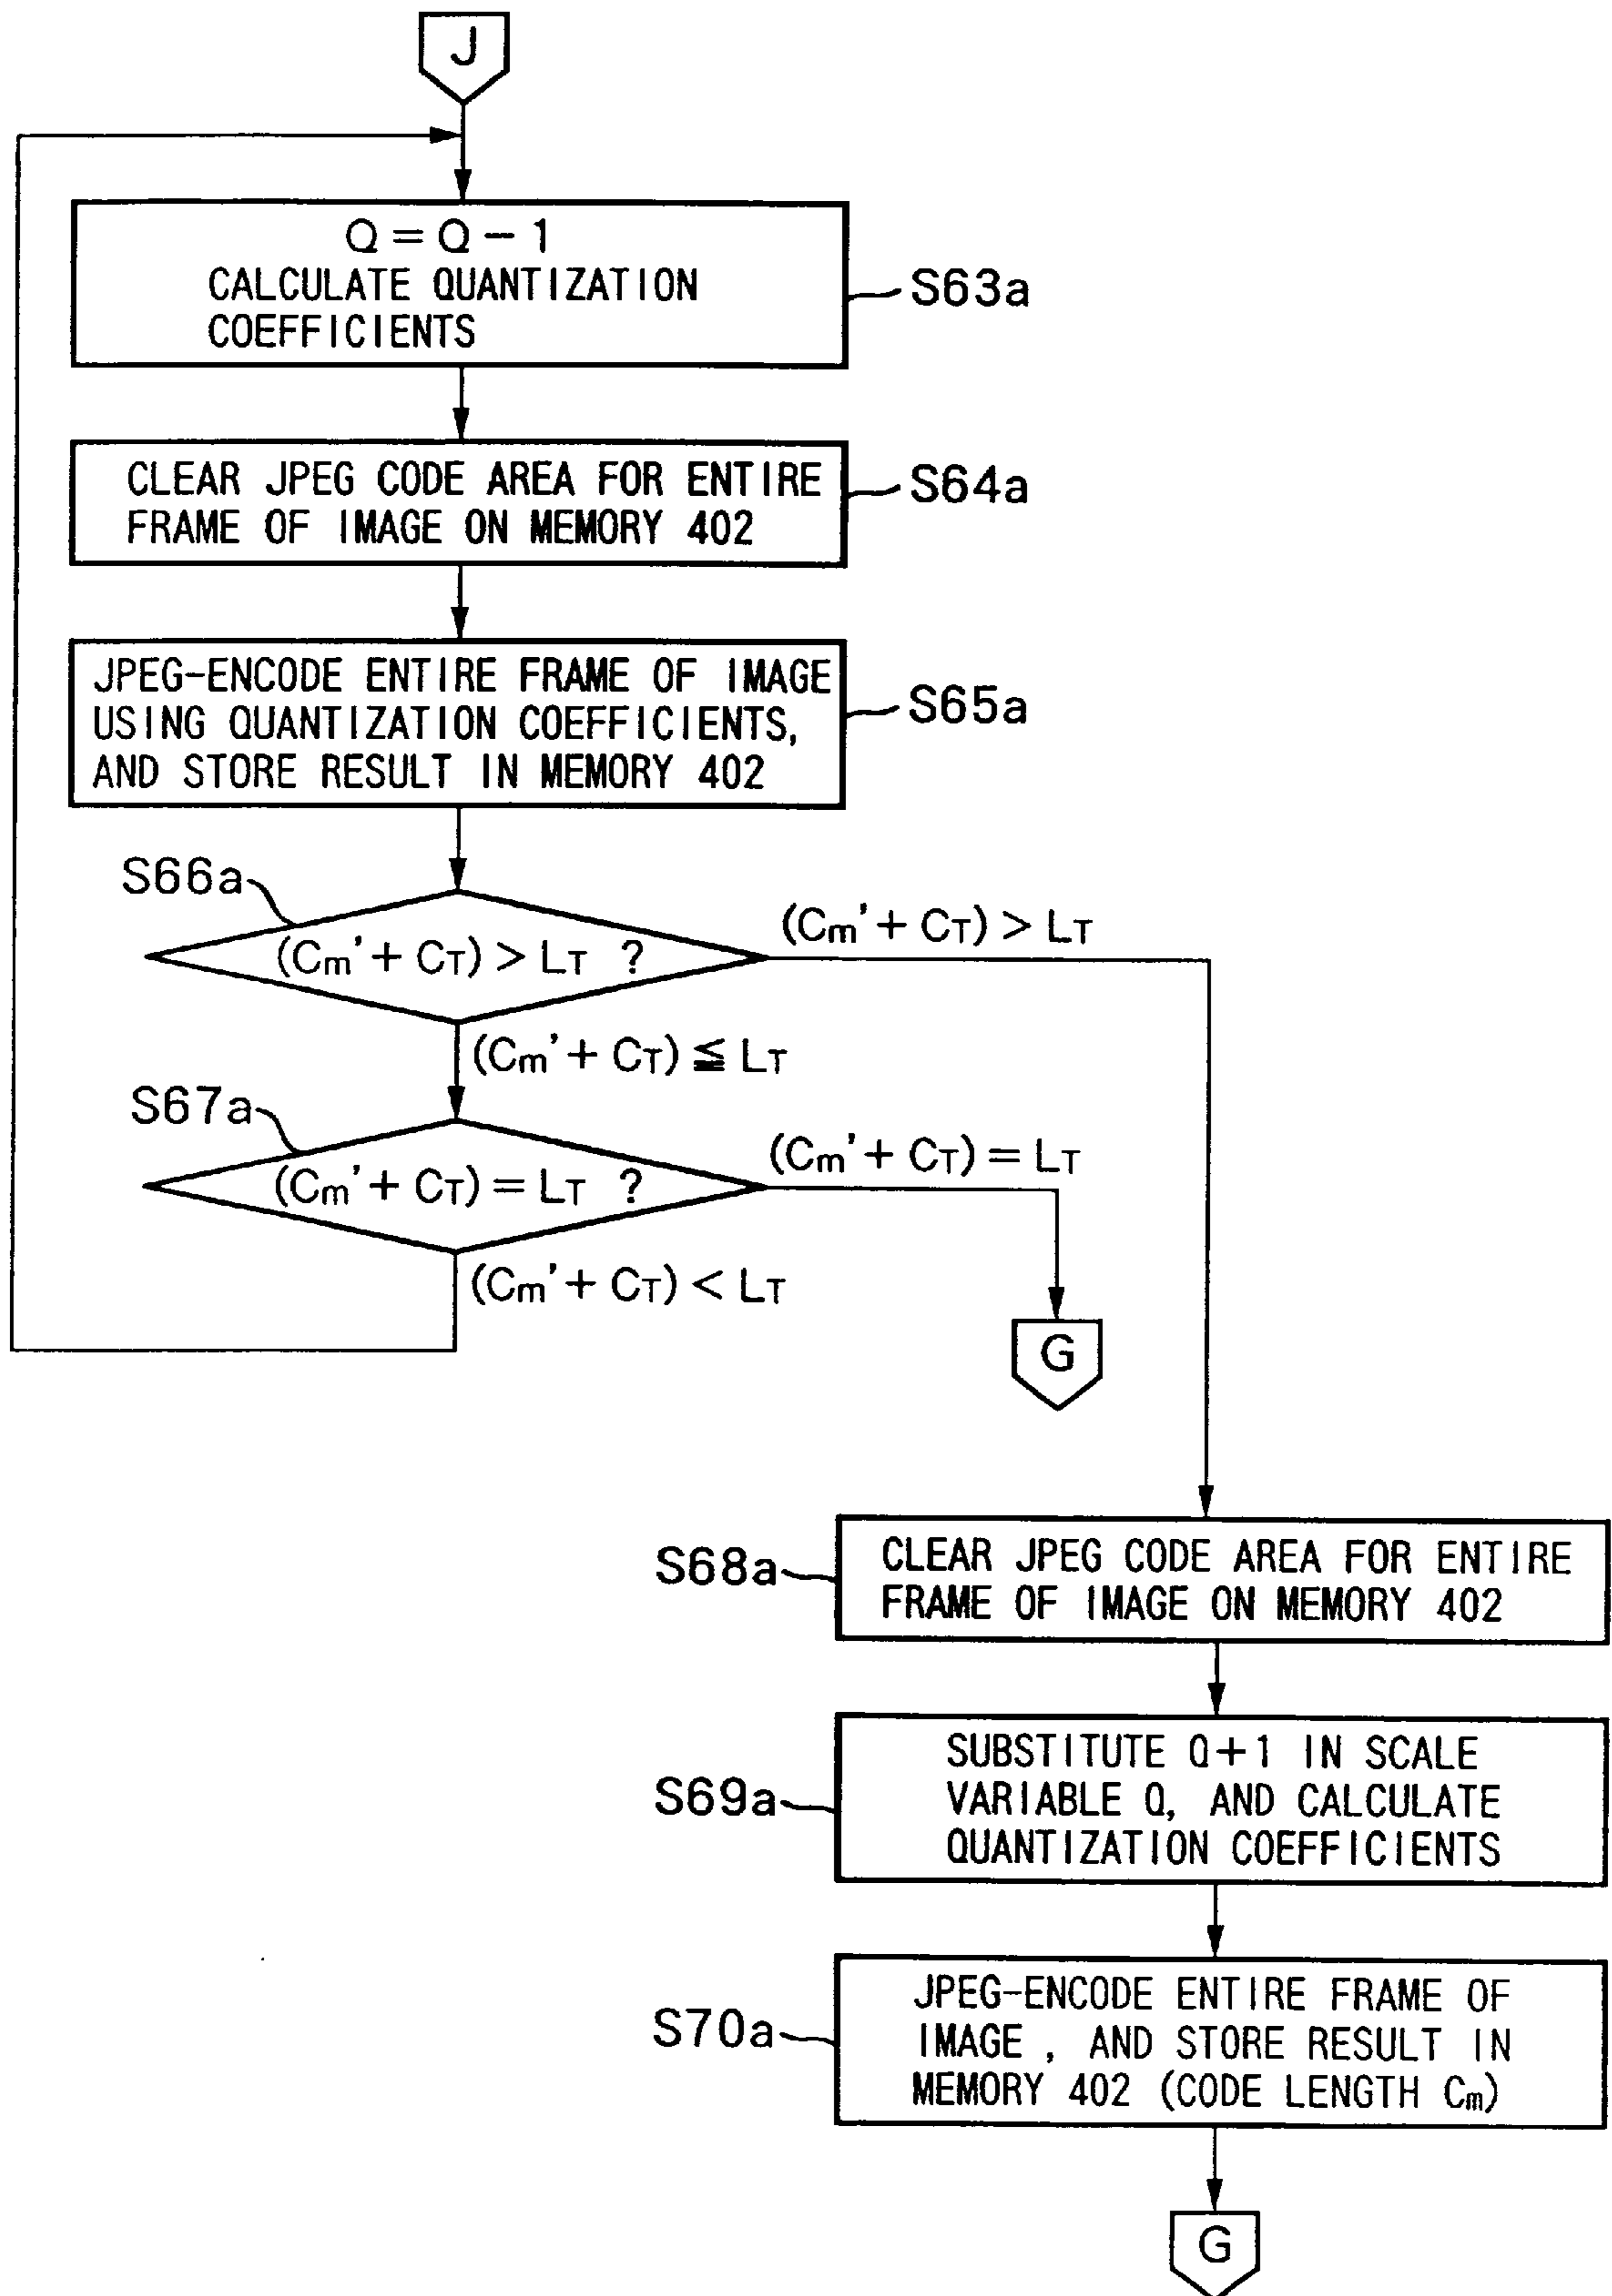 J
Q = Q − 1
CALCULATE QUANTIZATION
COEFFICIENTS
S63a
CLEAR JPEG CODE AREA FOR ENTIRE
FRAME OF IMAGE ON MEMORY 402
S64a
JPEG-ENCODE ENTIRE FRAME OF IMAGE
USING QUANTIZATION COEFFICIENTS,
AND STORE RESULT IN MEMORY 402
S65a
S66a
(Cm' + CT) > LT ?
(Cm' + CT) > LT
(Cm' + CT) ≦ LT
S67a
(Cm' + CT) = LT ?
(Cm' + CT) = LT
(Cm' + CT) < LT
G
S68a
CLEAR JPEG CODE AREA FOR ENTIRE
FRAME OF IMAGE ON MEMORY 402
S69a
SUBSTITUTE Q+1 IN SCALE
VARIABLE Q, AND CALCULATE
QUANTIZATION COEFFICIENTS
S70a
JPEG-ENCODE ENTIRE FRAME OF
IMAGE , AND STORE RESULT IN
MEMORY 402 (CODE LENGTH Cm)
G